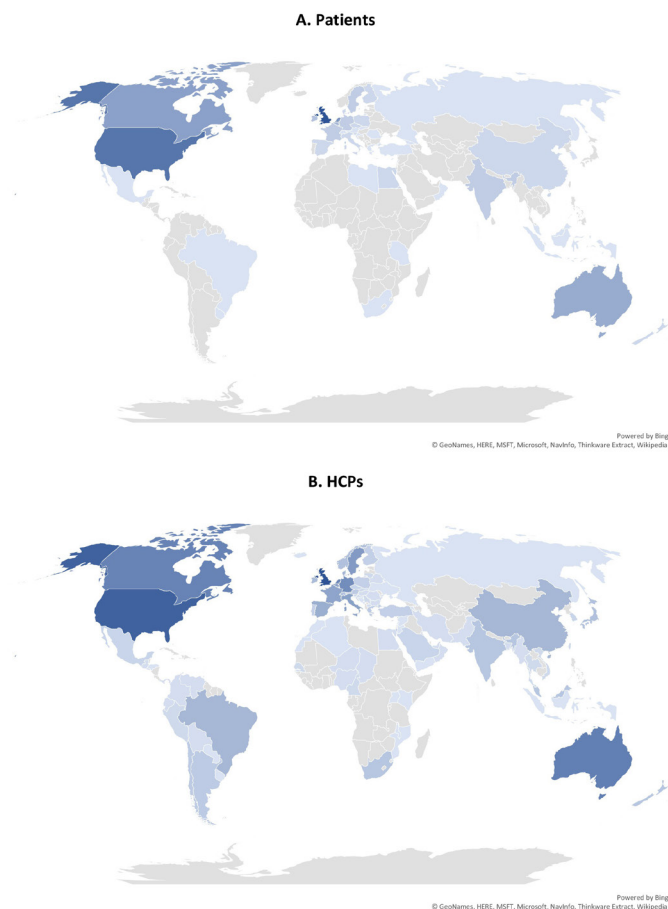 A. Patients
Powered by Bing
© GeoNames, HERE, MSFT, Microsoft, NavInfo, Thinkware Extract, Wikipedia
B. HCPs
Powered by Bing
© GeoNames, HERE, MSFT, Microsoft, NavInfo, Thinkware Extract, Wikipedia